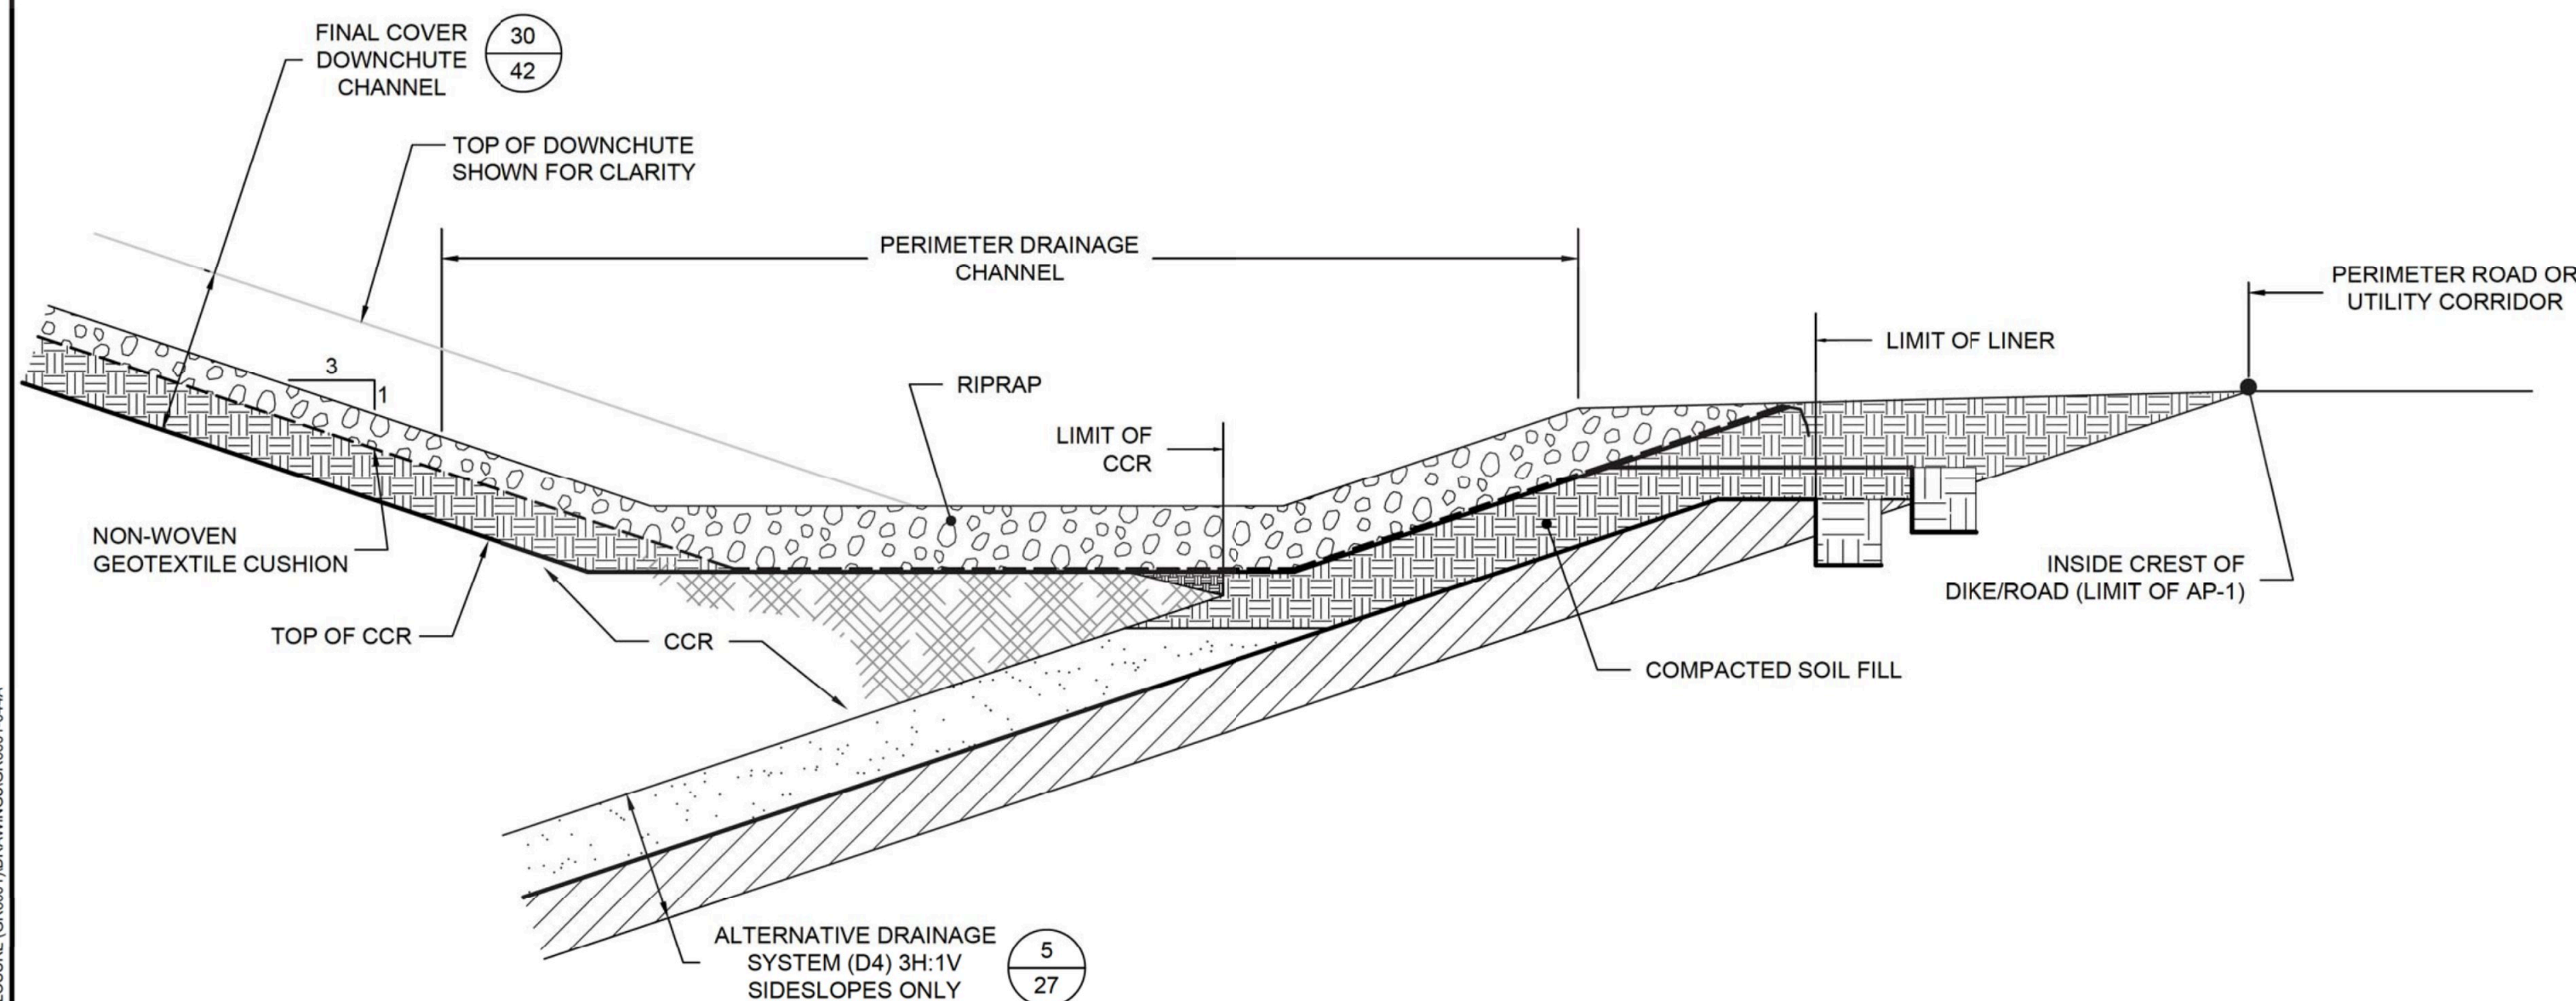 FINAL COVER
DOWNCHUTE
CHANNEL
30
42
TOP OF DOWNCHUTE
SHOWN FOR CLARITY
PERIMETER DRAINAGE
CHANNEL
PERIMETER ROAD OR
UTILITY CORRIDOR
LIMIT OF LINER
3
1
RIPRAP
LIMIT OF
CCR
NON-WOVEN
GEOTEXTILE CUSHION
INSIDE CREST OF
DIKE/ROAD (LIMIT OF AP-1)
TOP OF CCR
CCR
COMPACTED SOIL FILL
ALTERNATIVE DRAINAGE
SYSTEM (D4) 3H:1V
SIDESLOPES ONLY
5
27